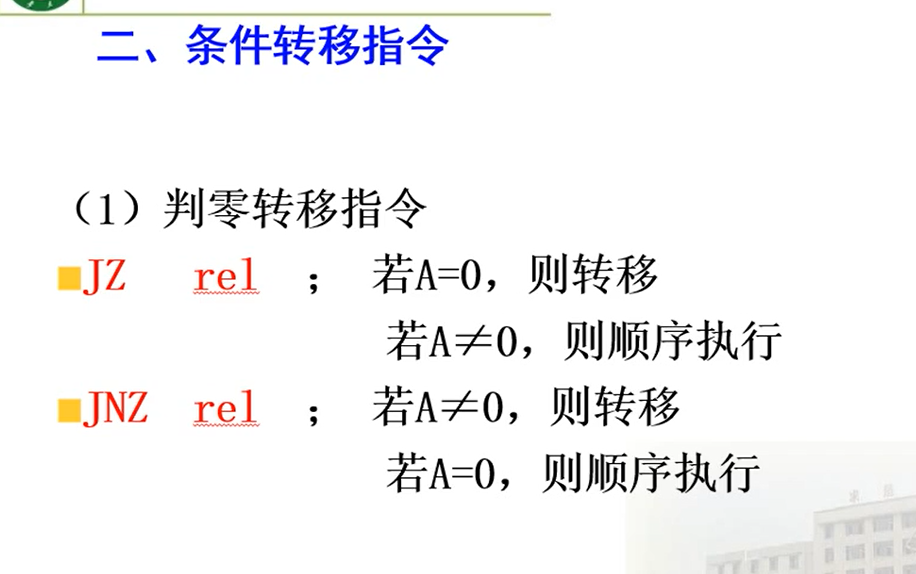 二、条件转移指令
（1）判零转移指令
JZ rel ； 若A=0，则转移
若A≠0，则顺序执行
JNZ rel ； 若A≠0，则转移
若A=0，则顺序执行